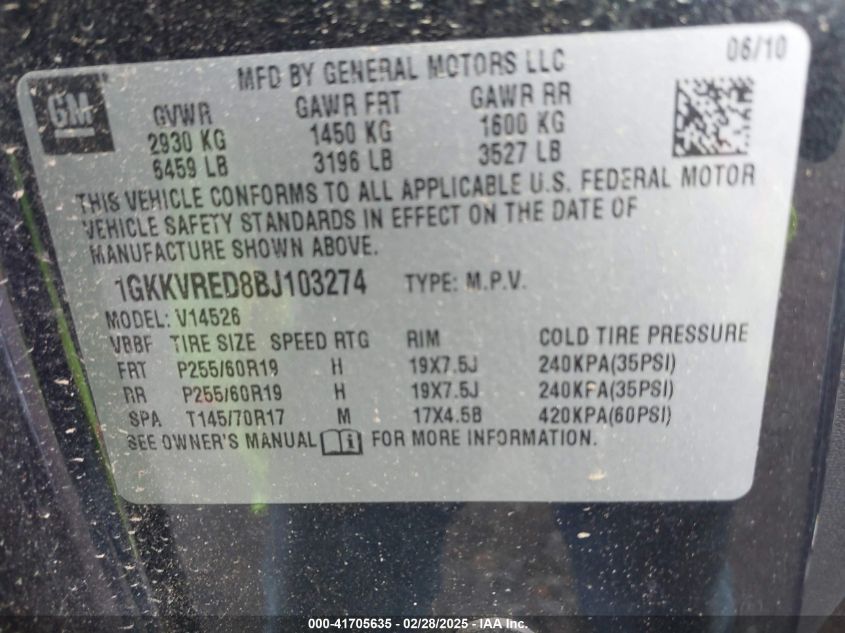 06/10
MFD BY GENERAL MOTORS LLC
GM
GVWR GAWR FRT GAWR RR
2930 KG 1450 KG 1600 KG
6459 LB 3196 LB 3527 LB
THIS VEHICLE CONFORMS TO ALL APPLICABLE U.S. FEDERAL MOTOR
VEHICLE SAFETY STANDARDS IN EFFECT ON THE DATE OF
MANUFACTURE SHOWN ABOVE.
1GKKVRED8BJ103274 TYPE: M.P.V.
MODEL: V14526
VBBF TIRE SIZE SPEED RTG RIM COLD TIRE PRESSURE
FRT P255/60R19 H 19X7.5J 240KPA(35PSI)
RR P255/60R19 H 19X7.5J 240KPA(35PSI)
SPA T145/70R17 M 17X4.5B 420KPA(60PSI)
SEE OWNER'S MANUAL FOR MORE INFORMATION.
000-41705635 - 02/28/2025 - IAA Inc.